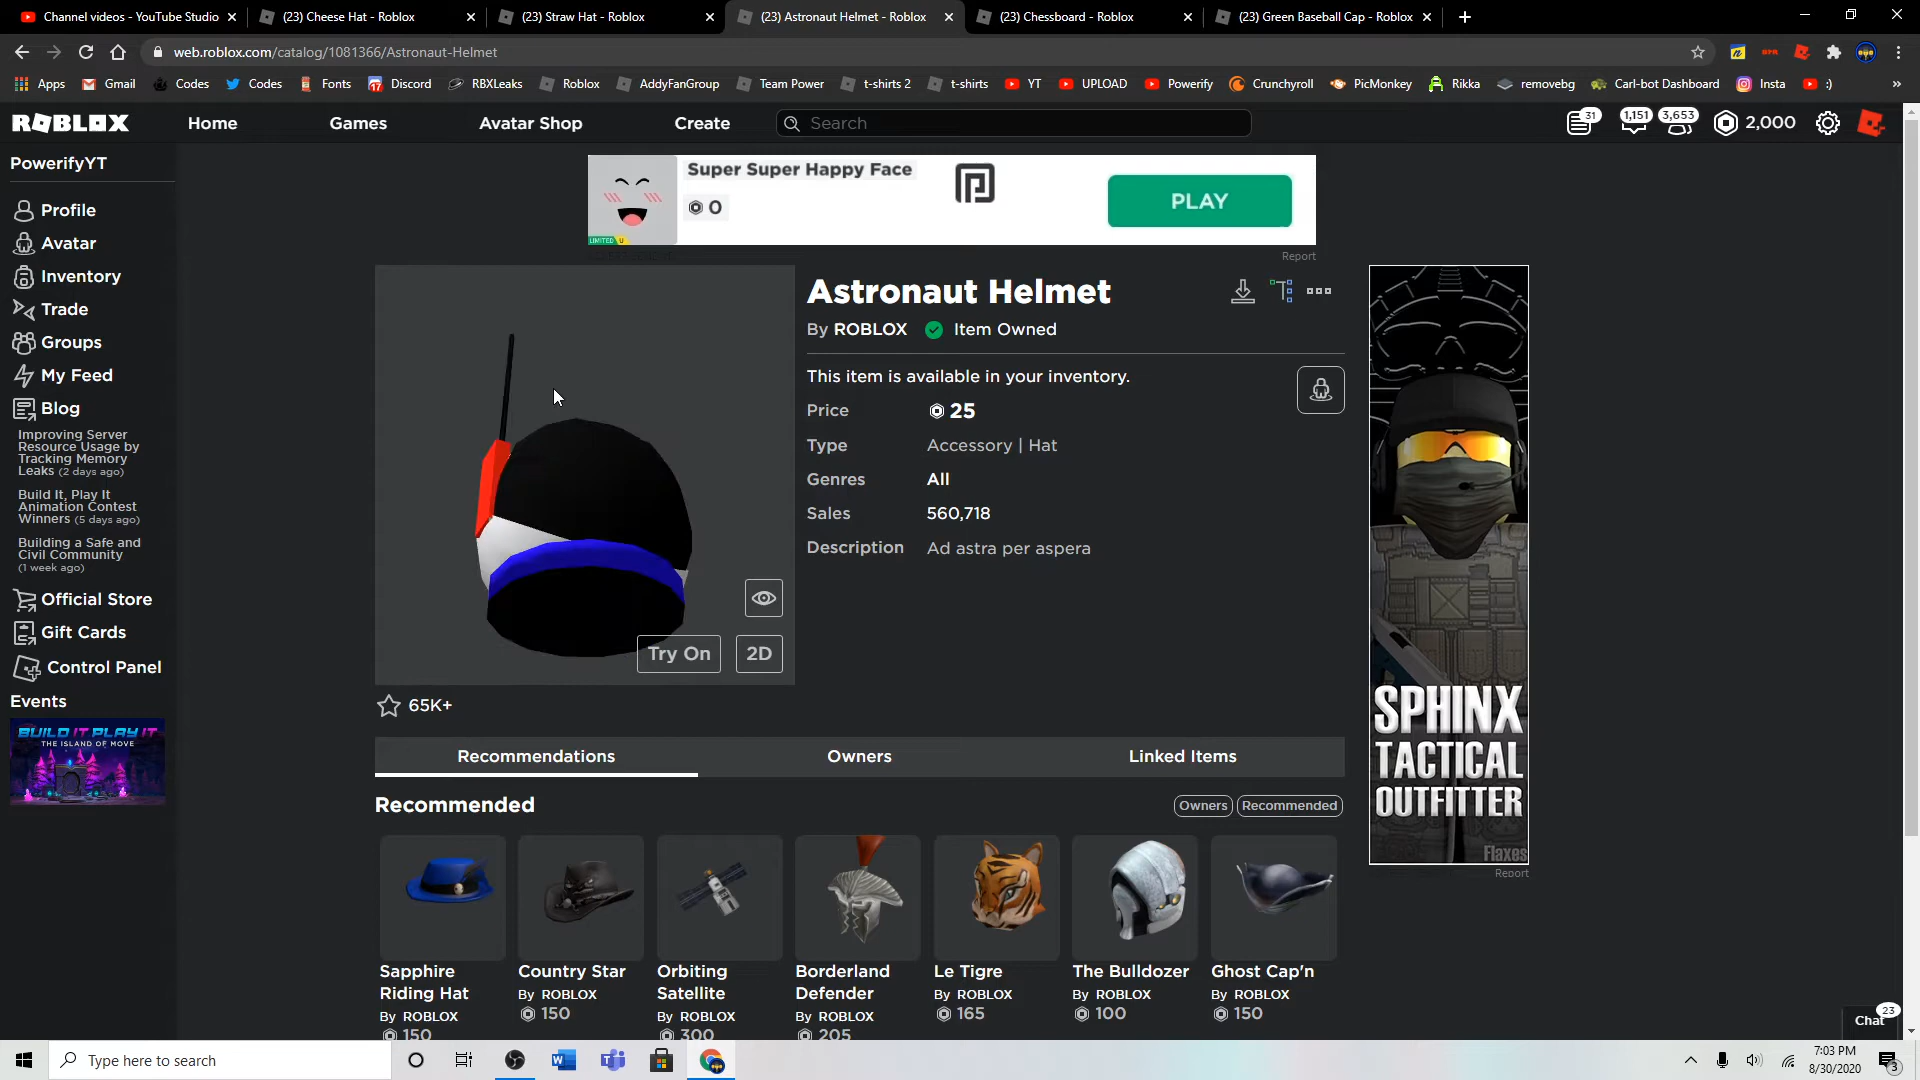 Channel videos - YouTube Studio
(23) Cheese Hat - Roblox
(23) Straw Hat - Roblox
(23) Astronaut Helmet - Roblox
(23) Chessboard - Roblox
(23) Green Baseball Cap - Roblox
web.roblox.com/catalog/1081366/Astronaut-Helmet
Apps Gmail Codes Codes Fonts Discord RBXLeaks Roblox AddyFanGroup Team Power t-shirts 2 t-shirts YT UPLOAD Powerify Crunchyroll PicMonkey Rikka removebg Carl-bot Dashboard Insta :) »
ROBLOX Home Games Avatar Shop Create Search 31 1,151 3,653 2,000
PowerifyYT
Profile
Avatar
Inventory
Trade
Groups
My Feed
Blog
Improving Server
Resource Usage by
Tracking Memory
Leaks (2 days ago)
Build It, Play It
Animation Contest
Winners (5 days ago)
Building a Safe and
Civil Community
(1 week ago)
Official Store
Gift Cards
Control Panel
Events
BUILD IT PLAY IT
THE ISLAND OF MOVE
Super Super Happy Face
0
PLAY
LIMITED U
Report
Astronaut Helmet
By ROBLOX Item Owned
This item is available in your inventory.
Price 25
Type Accessory | Hat
Genres All
Sales 560,718
Description Ad astra per aspera
Try On 2D
65K+
Recommendations Owners Linked Items
Recommended Owners Recommended
Sapphire
Riding Hat
By ROBLOX
150
Country Star
By ROBLOX
150
Orbiting
Satellite
By ROBLOX
300
Borderland
Defender
By ROBLOX
205
Le Tigre
By ROBLOX
165
The Bulldozer
By ROBLOX
100
Ghost Cap'n
By ROBLOX
150
SPHINX
TACTICAL
OUTFITTER
Flaxes
Report
Chat 23
Type here to search
7:03 PM
8/30/2020
3